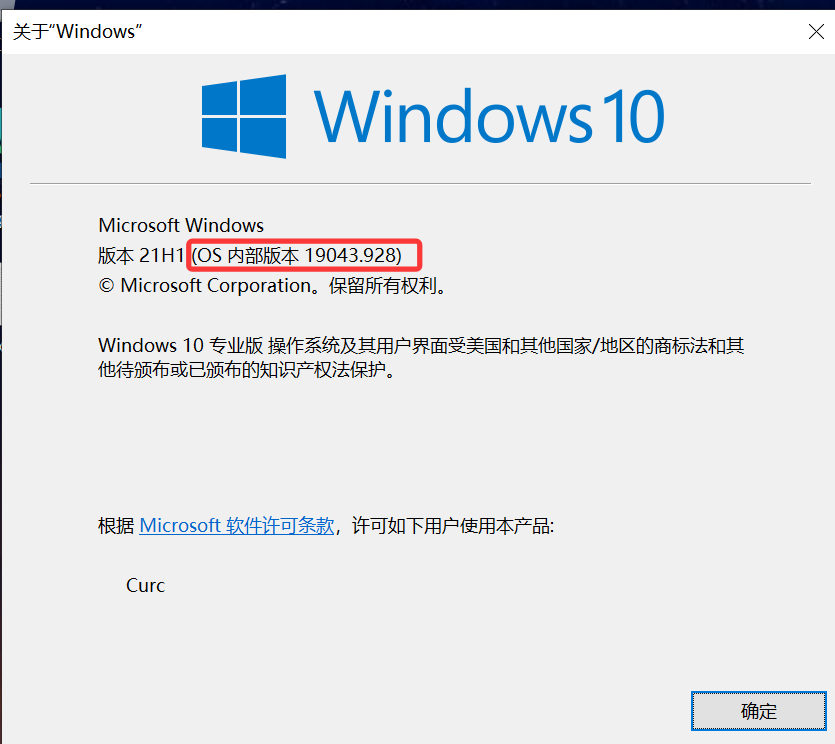 关于“Windows”
Windows 10
Microsoft Windows
版本 21H1 (OS 内部版本 19043.928)
© Microsoft Corporation。保留所有权利。
Windows 10 专业版 操作系统及其用户界面受美国和其他国家/地区的商标法和其
他待颁布或已颁布的知识产权法保护。
根据 Microsoft 软件许可条款，许可如下用户使用本产品:
Curc
确定